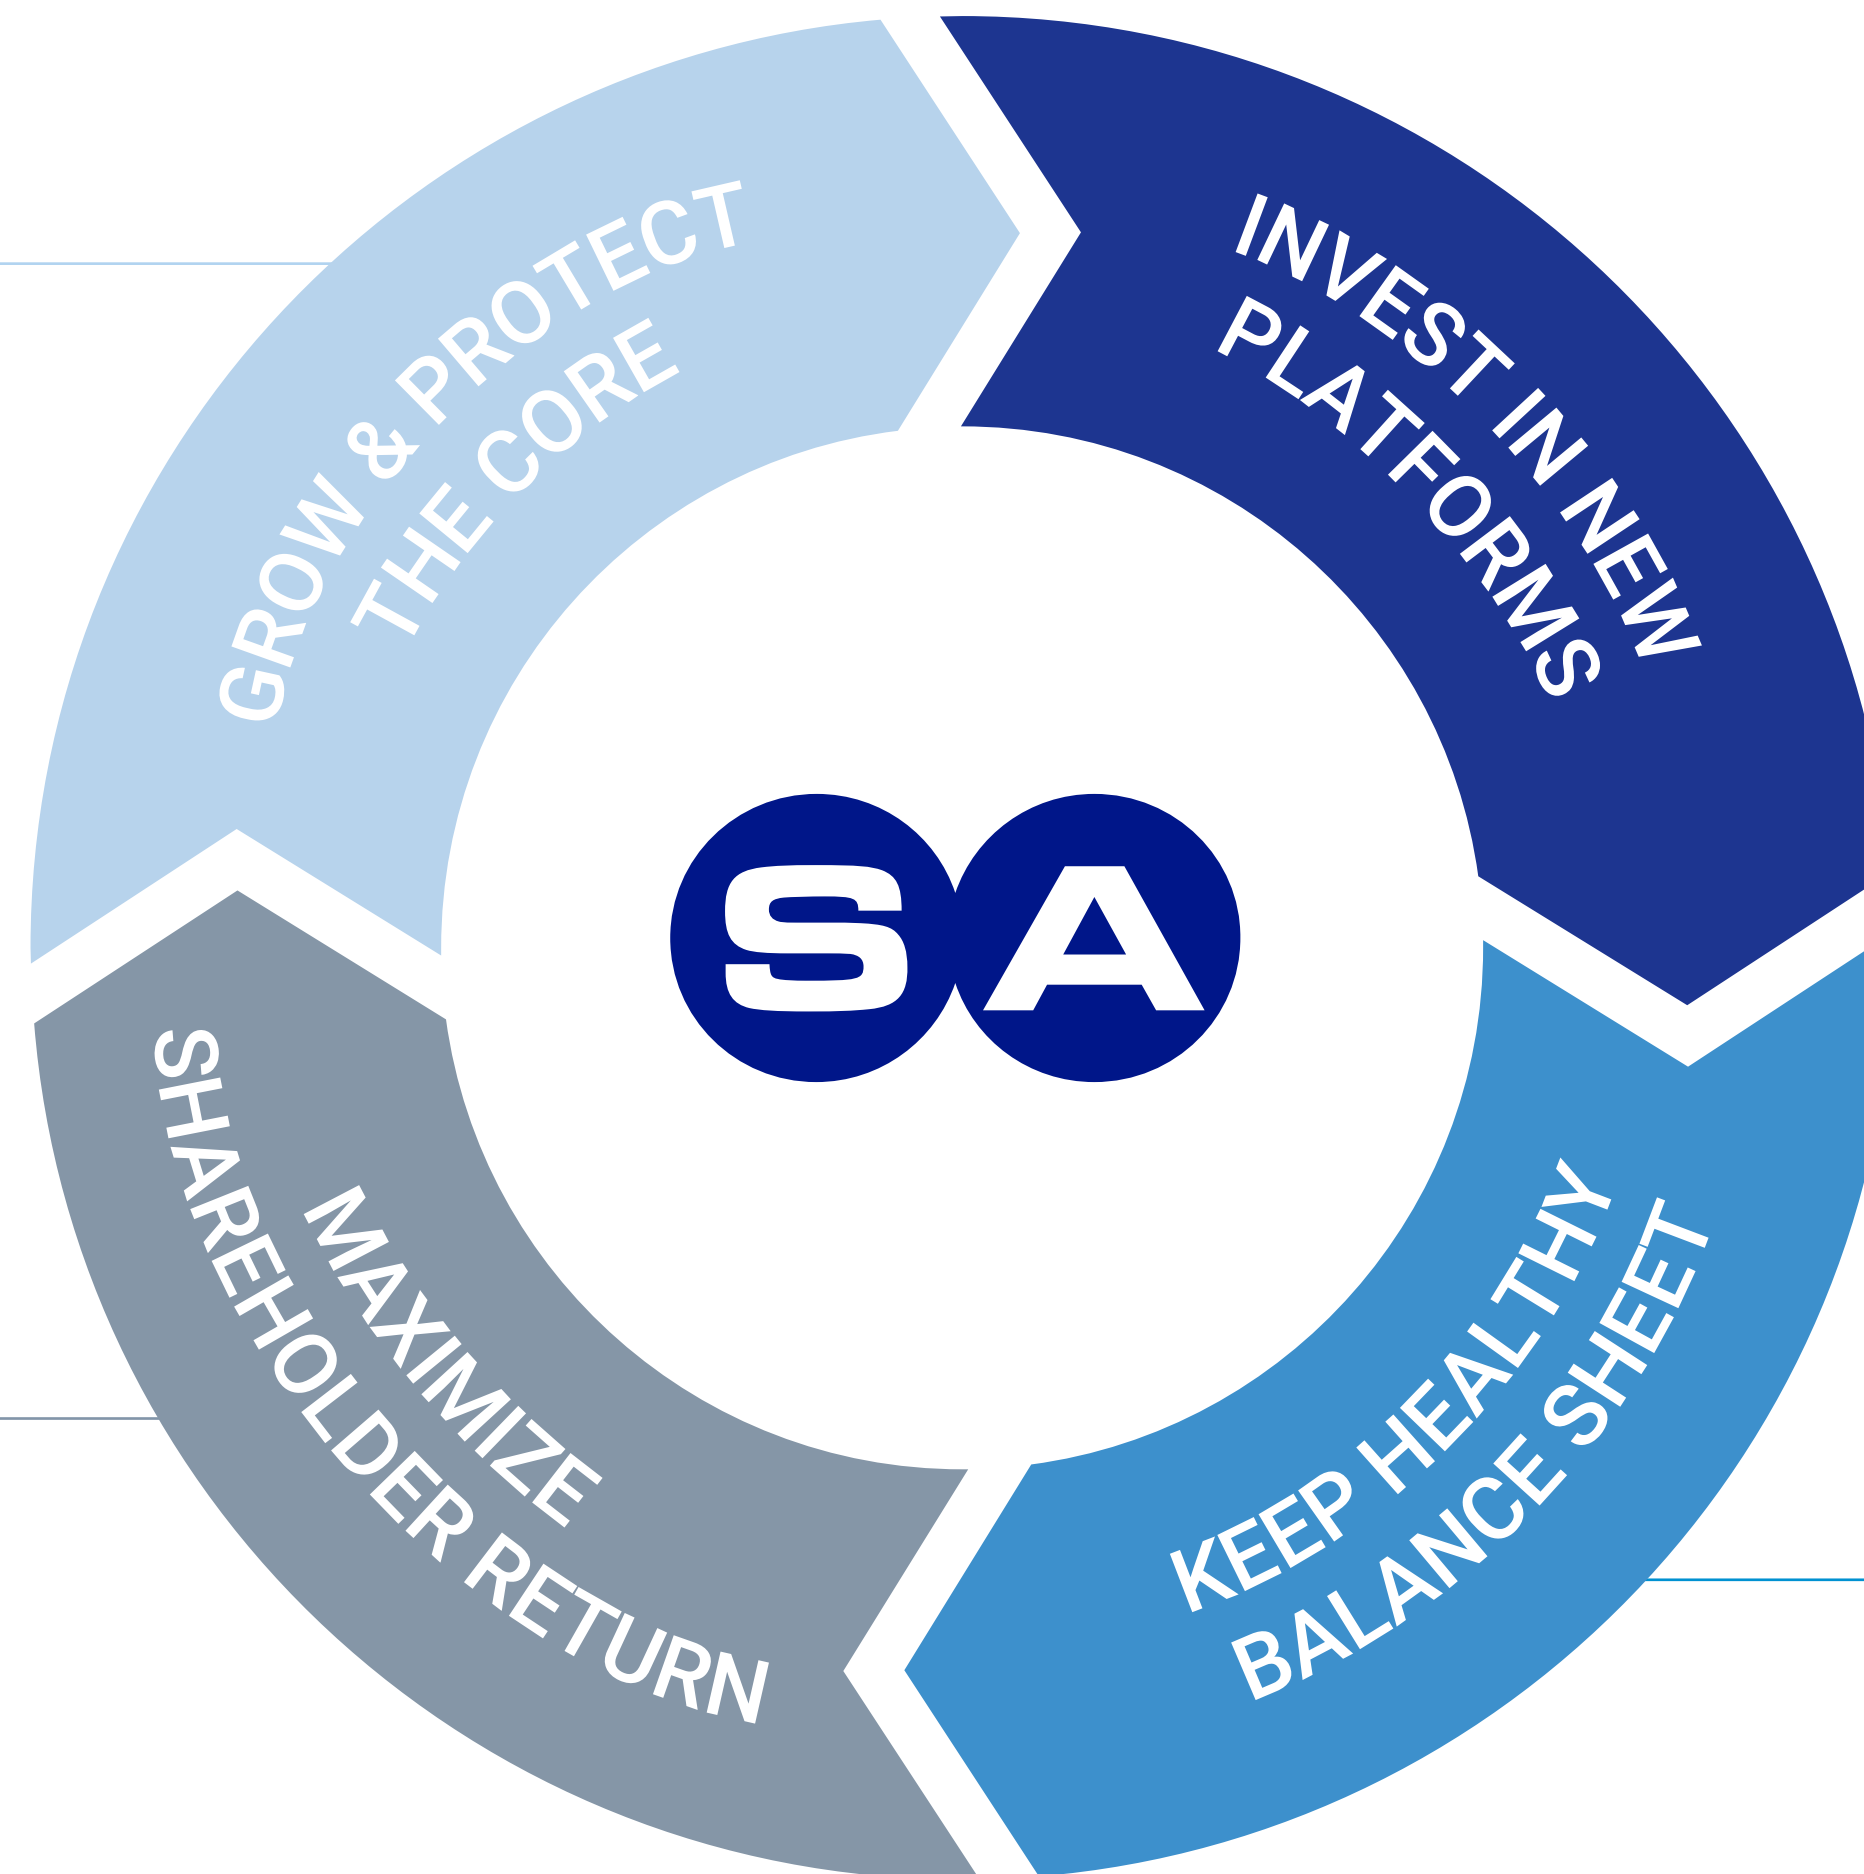 GROW & PROTECT
THE CORE
INVEST IN NEW
PLATFORMS
SA
KEEP HEALTHY
BALANCE SHEET
MAXIMIZE
SHAREHOLDER RETURN